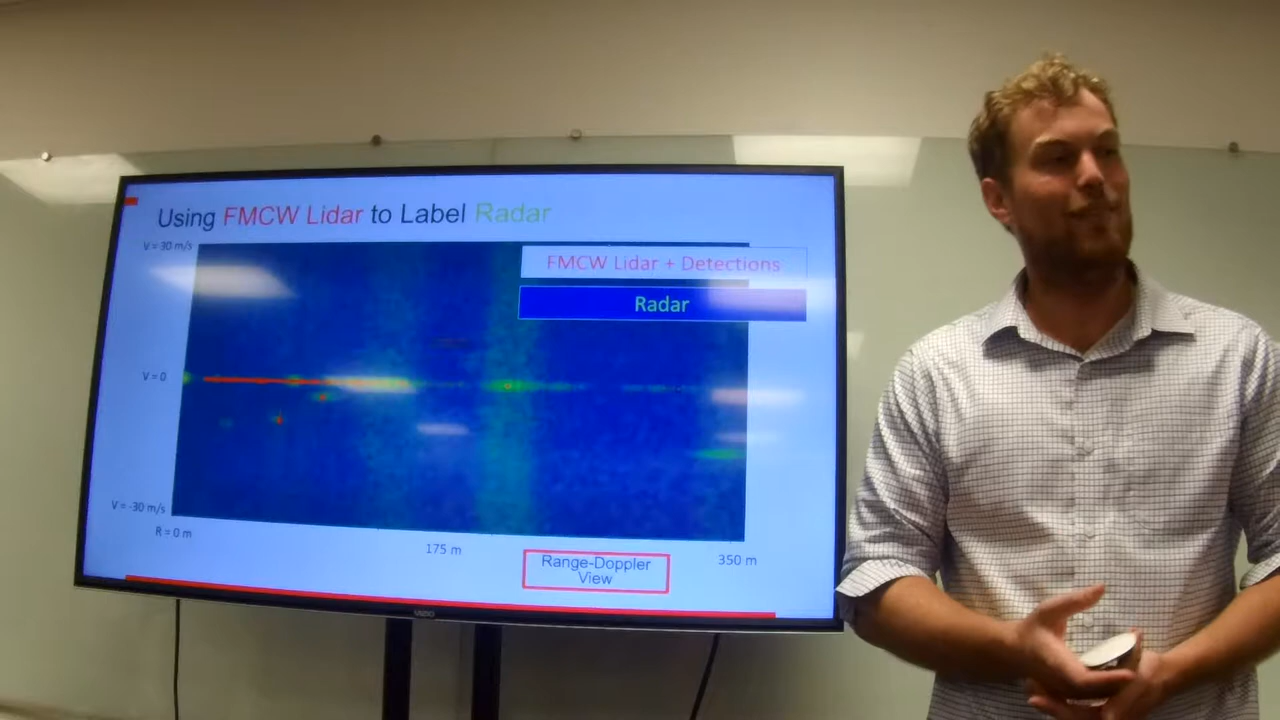 Using FMCW Lidar to Label Radar
V = 30 m/s
FMCW Lidar + Detections
Radar
V = 0
V = -30 m/s
R = 0 m
175 m
350 m
Range-Doppler
View
VIZIO